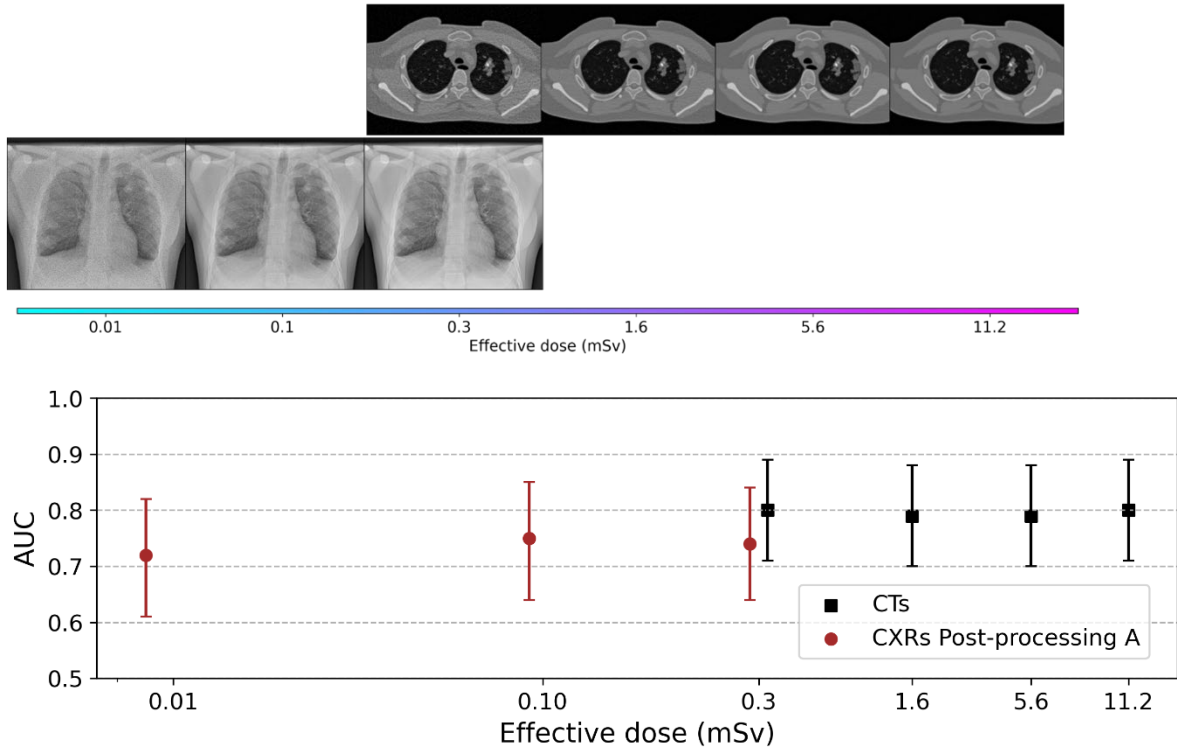 0.01 0.1 0.3 1.6 5.6 11.2
Effective dose (mSv)
1.0
0.9
0.8
0.7
0.6
0.5
AUC
CTs
CXRs Post-processing A
0.01 0.10 0.3 1.6 5.6 11.2
Effective dose (mSv)